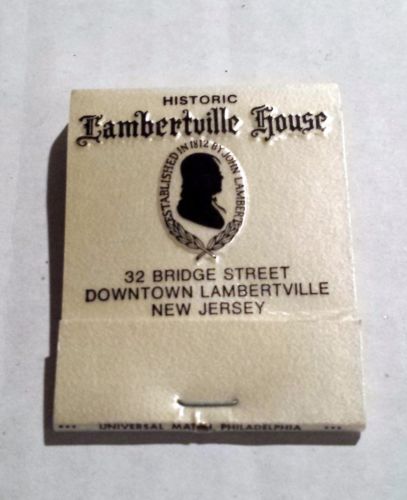 HISTORIC
Lambertville House
ESTABLISHED IN 1812 BY JOHN LAMBERT
32 BRIDGE STREET
DOWNTOWN LAMBERTVILLE
NEW JERSEY
UNIVERSAL MATCH, PHILADELPHIA